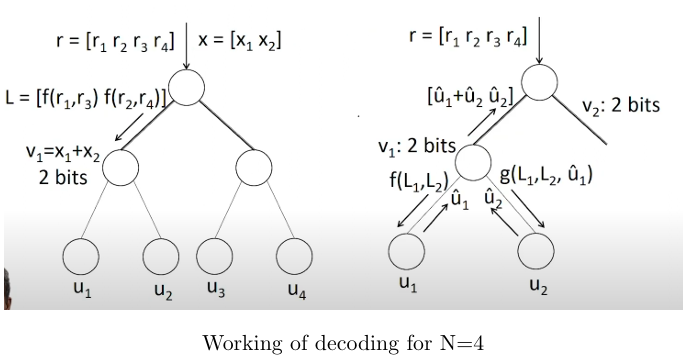 r = [r₁ r₂ r₃ r₄] x = [x₁ x₂]
L = [f(r₁,r₃) f(r₂,r₄)]
v₁=x₁+x₂
2 bits
u₁ u₂ u₃ u₄
r = [r₁ r₂ r₃ r₄]
[û₁+û₂ û₂]
v₂: 2 bits
v₁: 2 bits
f(L₁,L₂) g(L₁,L₂, û₁)
û₁ û₂
u₁ u₂
Working of decoding for N=4